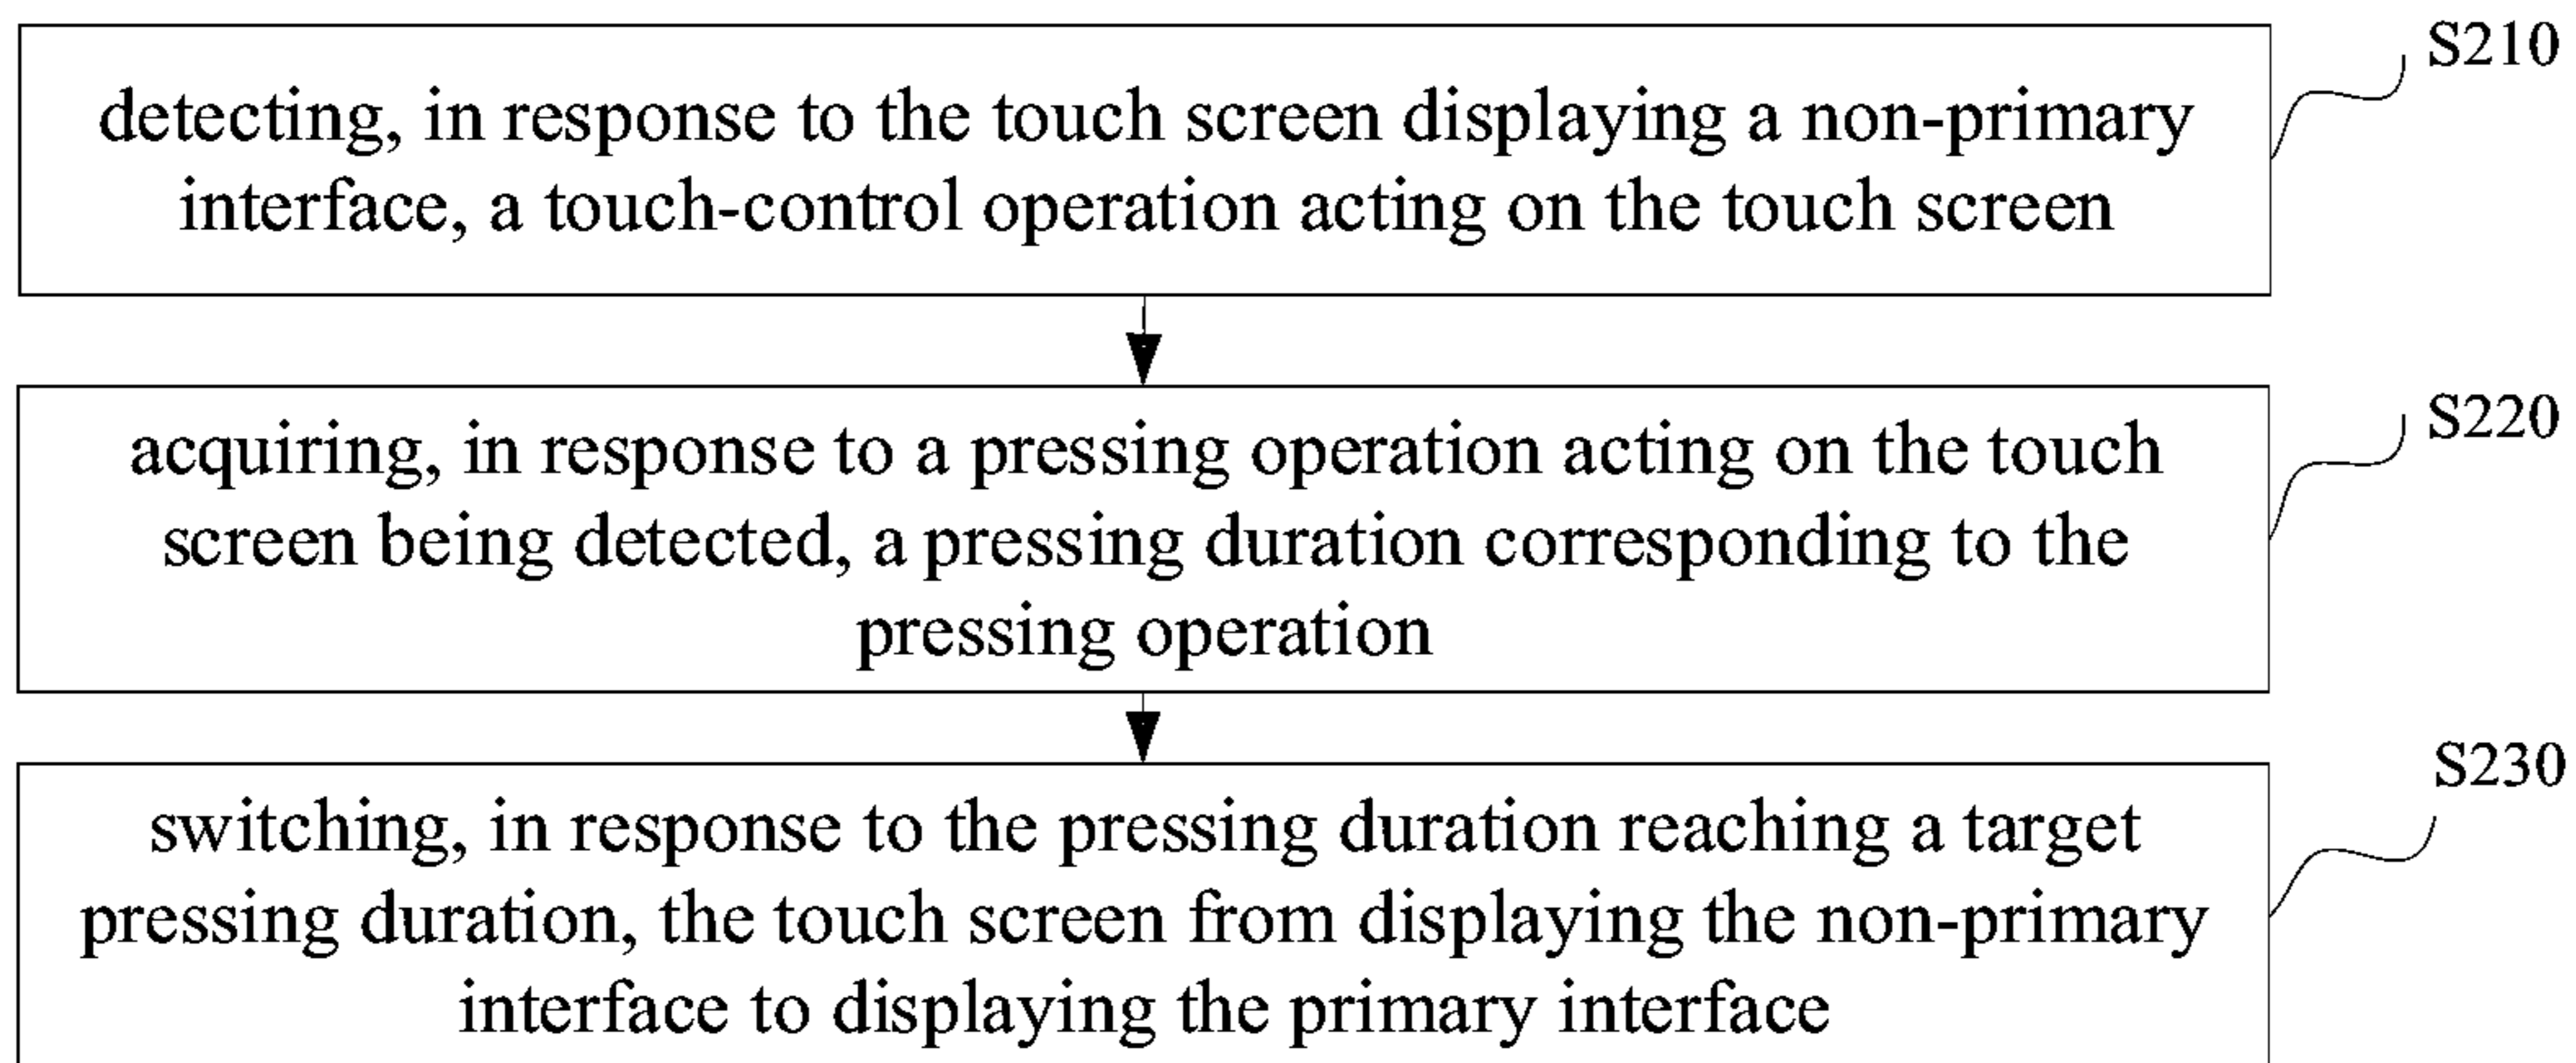 S210
detecting, in response to the touch screen displaying a non-primary
interface, a touch-control operation acting on the touch screen
S220
acquiring, in response to a pressing operation acting on the touch
screen being detected, a pressing duration corresponding to the
pressing operation
S230
switching, in response to the pressing duration reaching a target
pressing duration, the touch screen from displaying the non-primary
interface to displaying the primary interface